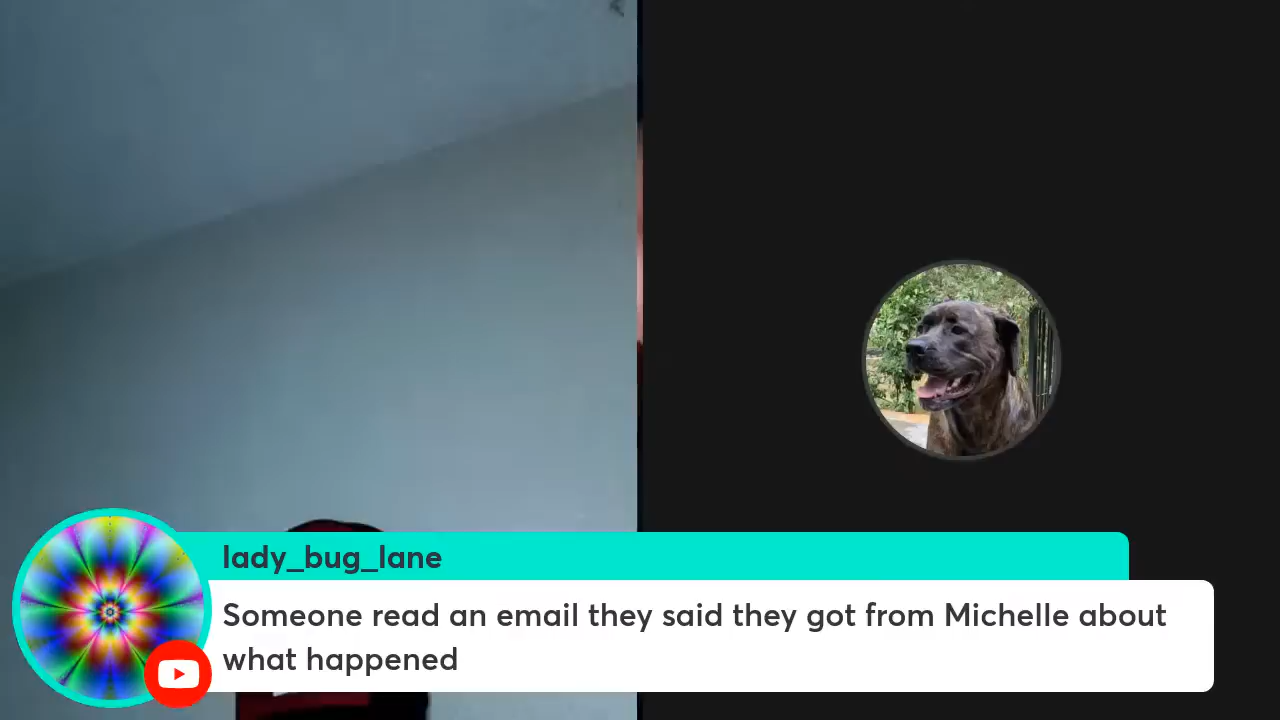 lady_bug_lane
Someone read an email they said they got from Michelle about
what happened